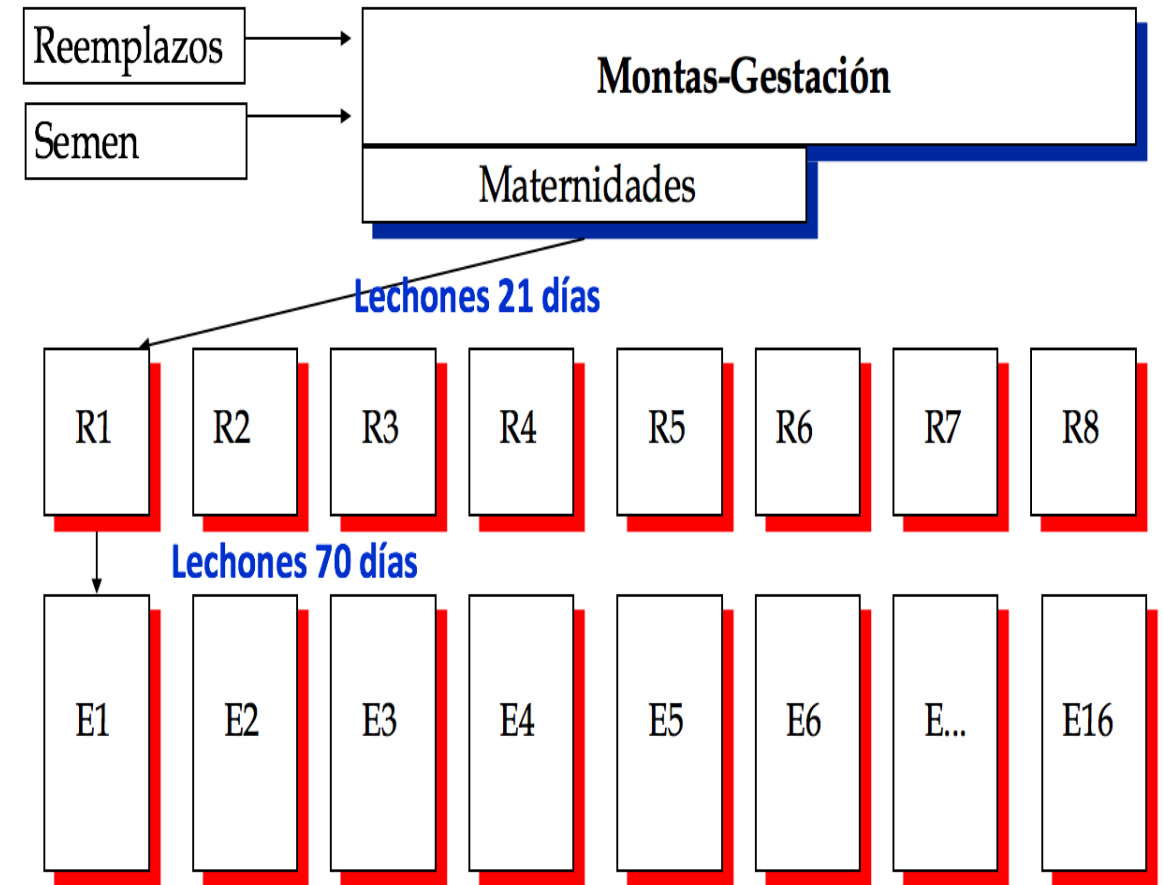 Reemplazos
Montas-Gestación
Semen
Maternidades
Lechones 21 días
R1
R2
R3
R4
R5
R6
R7
R8
Lechones 70 días
E1
E2
E3
E4
E5
E6
E...
E16